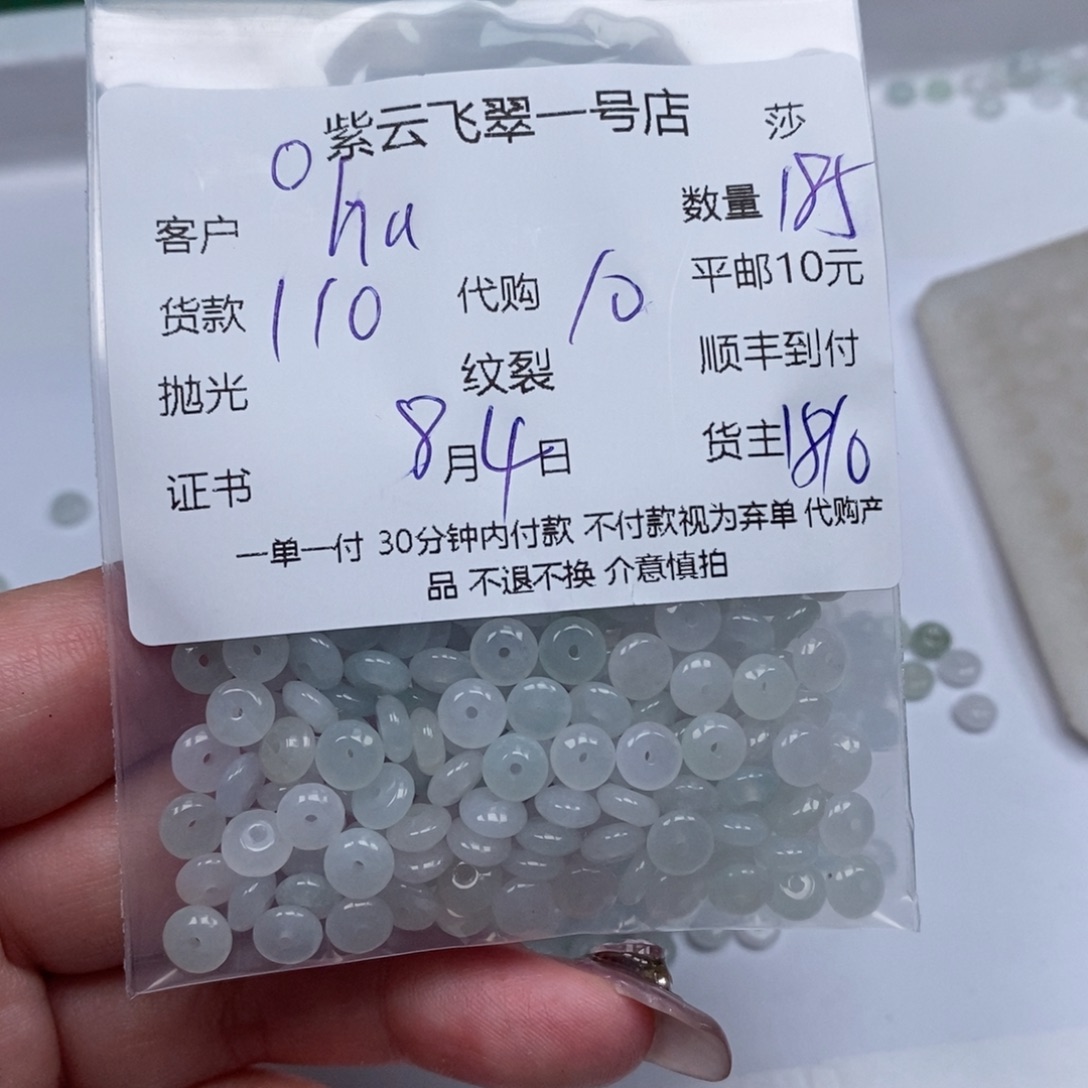 紫云飞翠一号店 莎
客户 Oha 数量 185
货款 110 代购 10 平邮10元
抛光 纹裂 顺丰到付
证书 8月4日 货主 1810
一单一付 30分钟内付款 不付款视为弃单 代购产
品 不退不换 介意慎拍